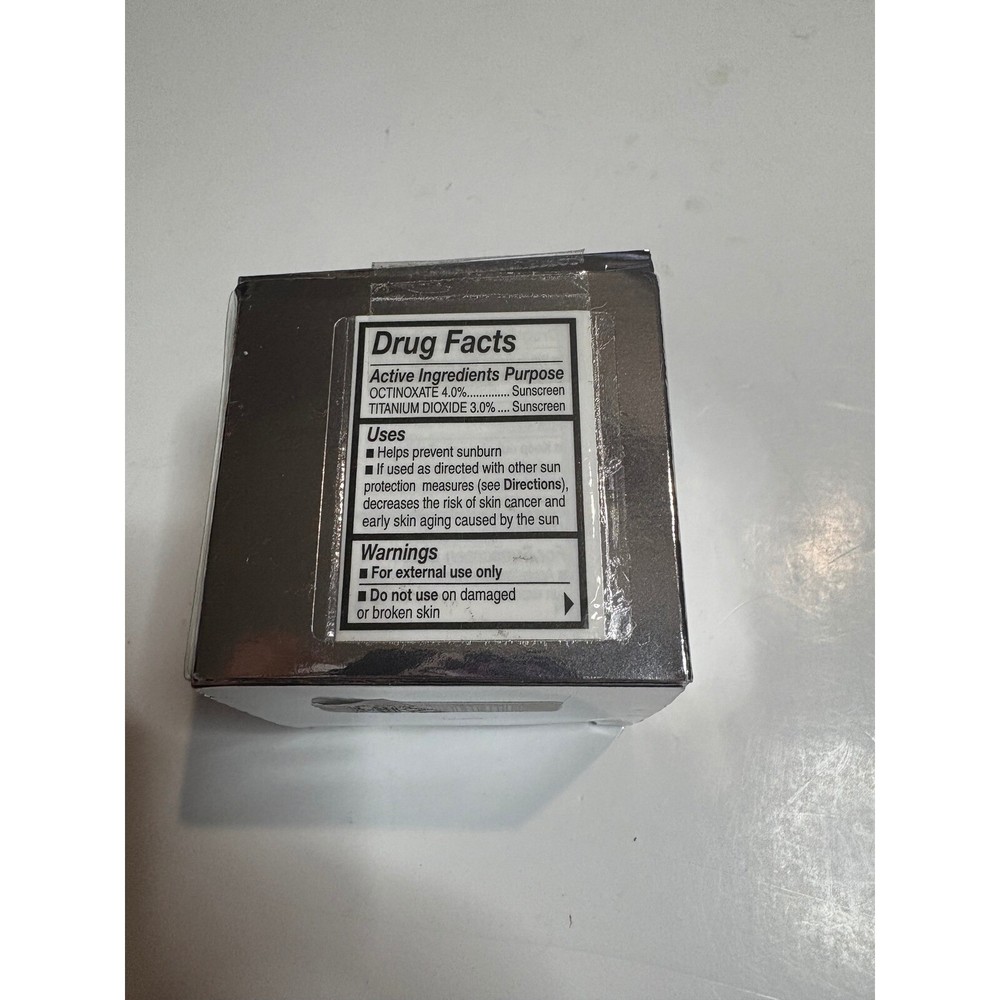 Drug Facts
Active Ingredients Purpose
OCTINOXATE 4.0%.............. Sunscreen
TITANIUM DIOXIDE 3.0% .... Sunscreen
Uses
■ Helps prevent sunburn
■ If used as directed with other sun
protection measures (see Directions),
decreases the risk of skin cancer and
early skin aging caused by the sun
Warnings
■ For external use only
■ Do not use on damaged
or broken skin